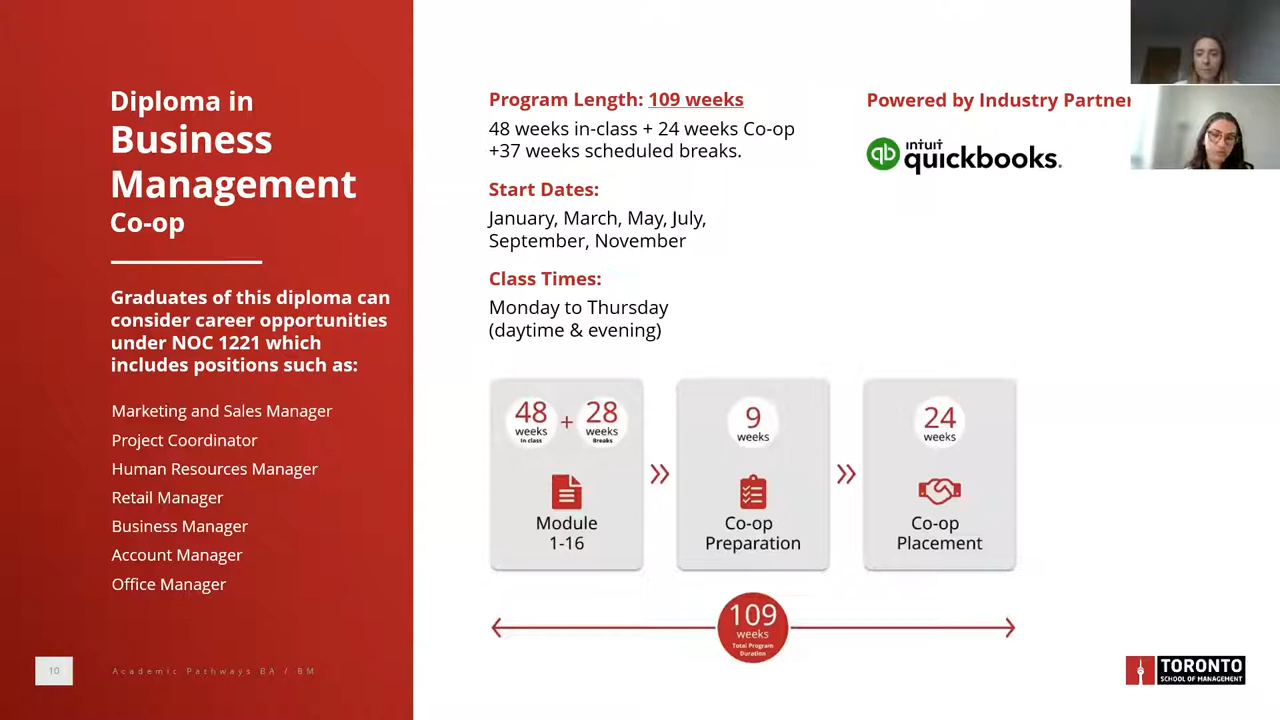 Diploma in
Business
Management
Co-op
Graduates of this diploma can
consider career opportunities
under NOC 1221 which
includes positions such as:
Marketing and Sales Manager
Project Coordinator
Human Resources Manager
Retail Manager
Business Manager
Account Manager
Office Manager
10
Academic Pathways BA / BM
Program Length: 109 weeks
48 weeks in-class + 24 weeks Co-op
+37 weeks scheduled breaks.
Start Dates:
January, March, May, July,
September, November
Class Times:
Monday to Thursday
(daytime & evening)
Powered by Industry Partner
qb
intuit
quickbooks.
48 + 28
weeks weeks
In class Breaks
Module
1-16
9
weeks
Co-op
Preparation
24
weeks
Co-op
Placement
109
weeks
Total Program
Duration
TORONTO
SCHOOL OF MANAGEMENT